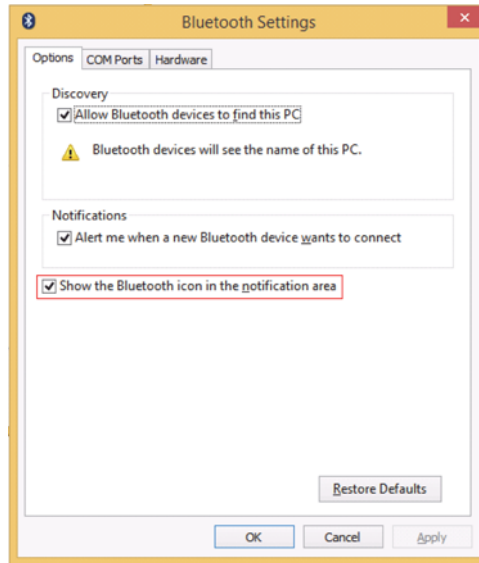 Bluetooth Settings
Options COM Ports Hardware
Discovery
Allow Bluetooth devices to find this PC
Bluetooth devices will see the name of this PC.
Notifications
Alert me when a new Bluetooth device wants to connect
Show the Bluetooth icon in the notification area
Restore Defaults
OK Cancel Apply